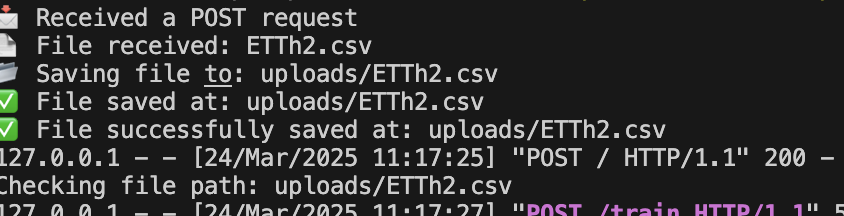 Received a POST request
File received: ETTh2.csv
Saving file to: uploads/ETTh2.csv
File saved at: uploads/ETTh2.csv
File successfully saved at: uploads/ETTh2.csv
127.0.0.1 - - [24/Mar/2025 11:17:25] "POST / HTTP/1.1" 200 -
Checking file path: uploads/ETTh2.csv
127.0.0.1 - - [24/Mar/2025 11:17:27] "POST /train HTTP/1.1" 5